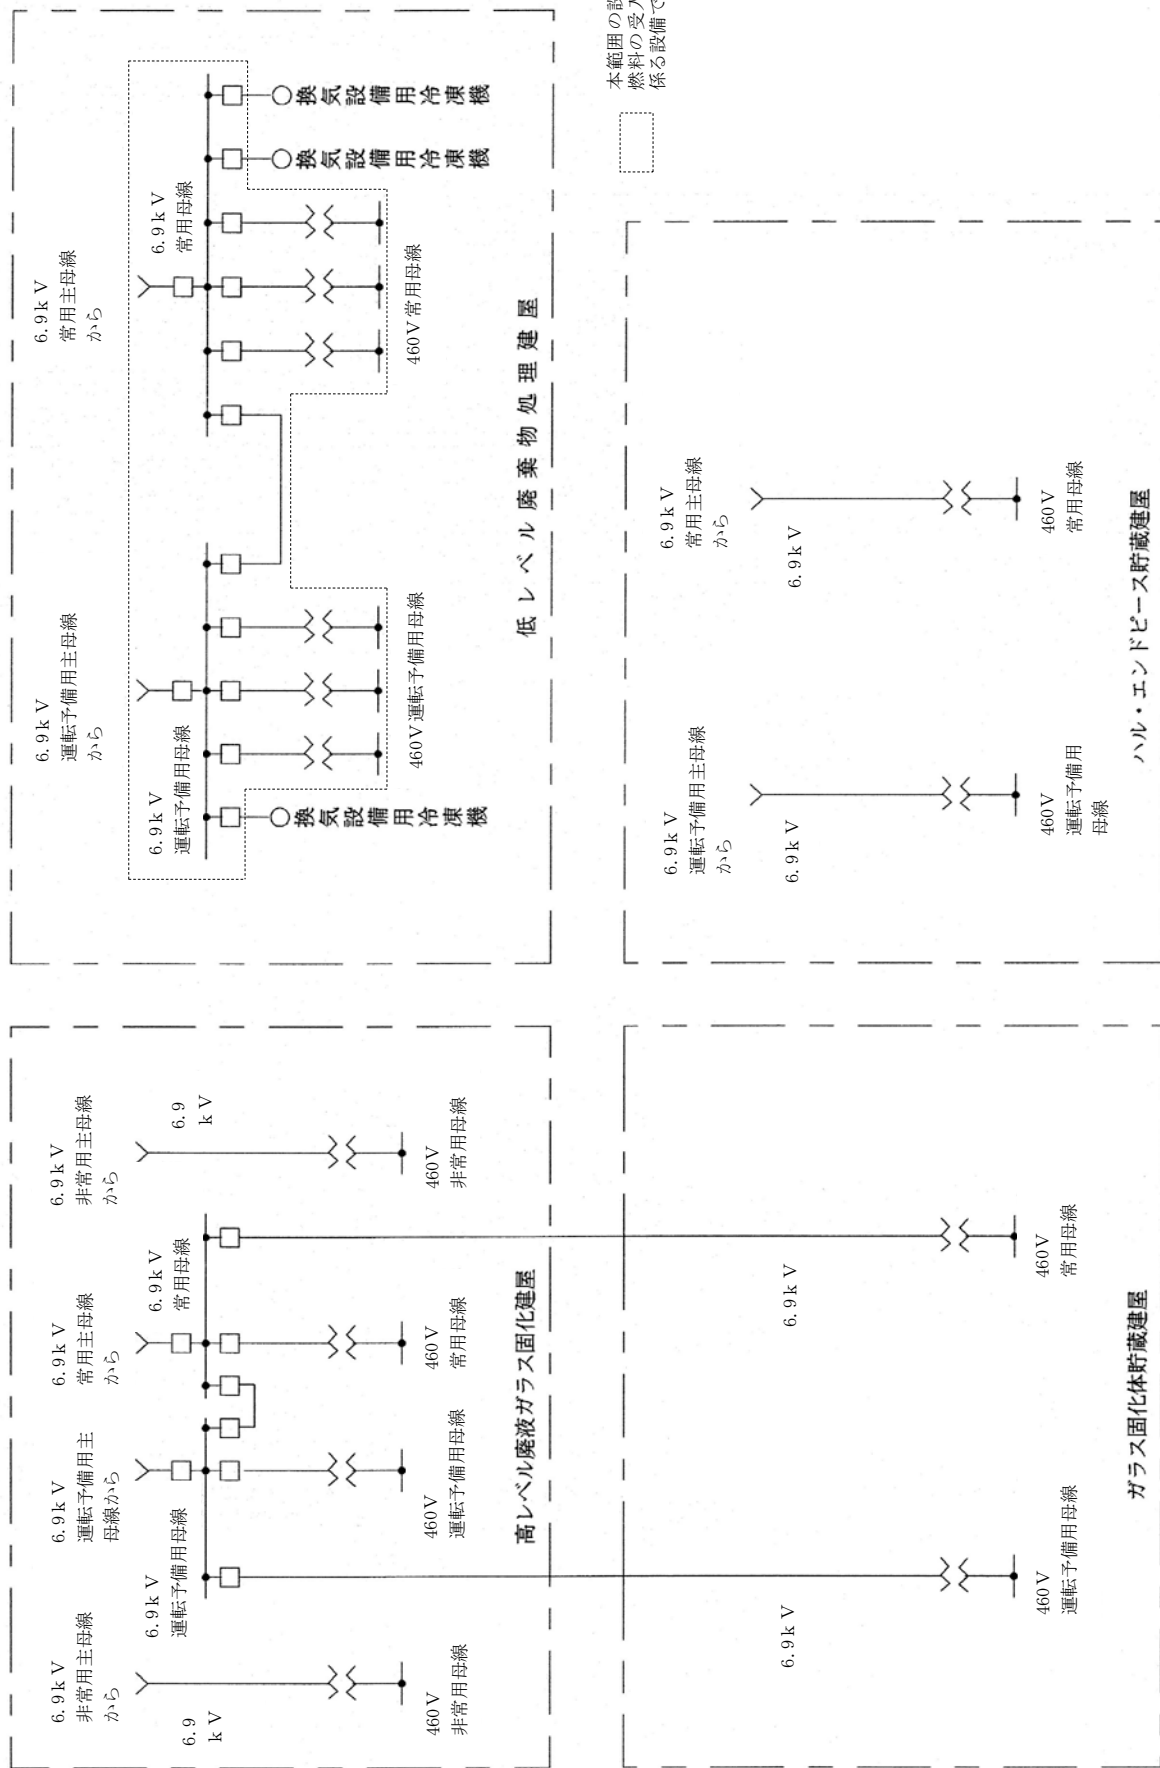 6.9kV
非常用主母線
から
6.9
kV
460V
非常用母線
6.9kV
運転予備用主
母線から
6.9kV
運転予備用母線
460V
運転予備用母線
6.9kV
常用主母線
から
6.9kV
常用母線
460V
常用母線
6.9kV
非常用主母線
から
6.9
kV
460V
非常用母線
高レベル廃液ガラス固化建屋
6.9kV
運転予備用主母線
から
6.9kV
運転予備用母線
換気設備用冷凍機
460V運転予備用母線
6.9kV
常用主母線
から
6.9kV
常用母線
換気設備用冷凍機
換気設備用冷凍機
460V常用母線
低レベル廃棄物処理建屋
6.9kV
460V
運転予備用母線
6.9kV
460V
常用母線
ガラス固化体貯蔵建屋
6.9kV
運転予備用主母線
から
6.9kV
460V
運転予備用
母線
6.9kV
常用主母線
から
6.9kV
460V
常用母線
ハル・エンドピース貯蔵建屋
本範囲の設
燃料の受入
係る設備で